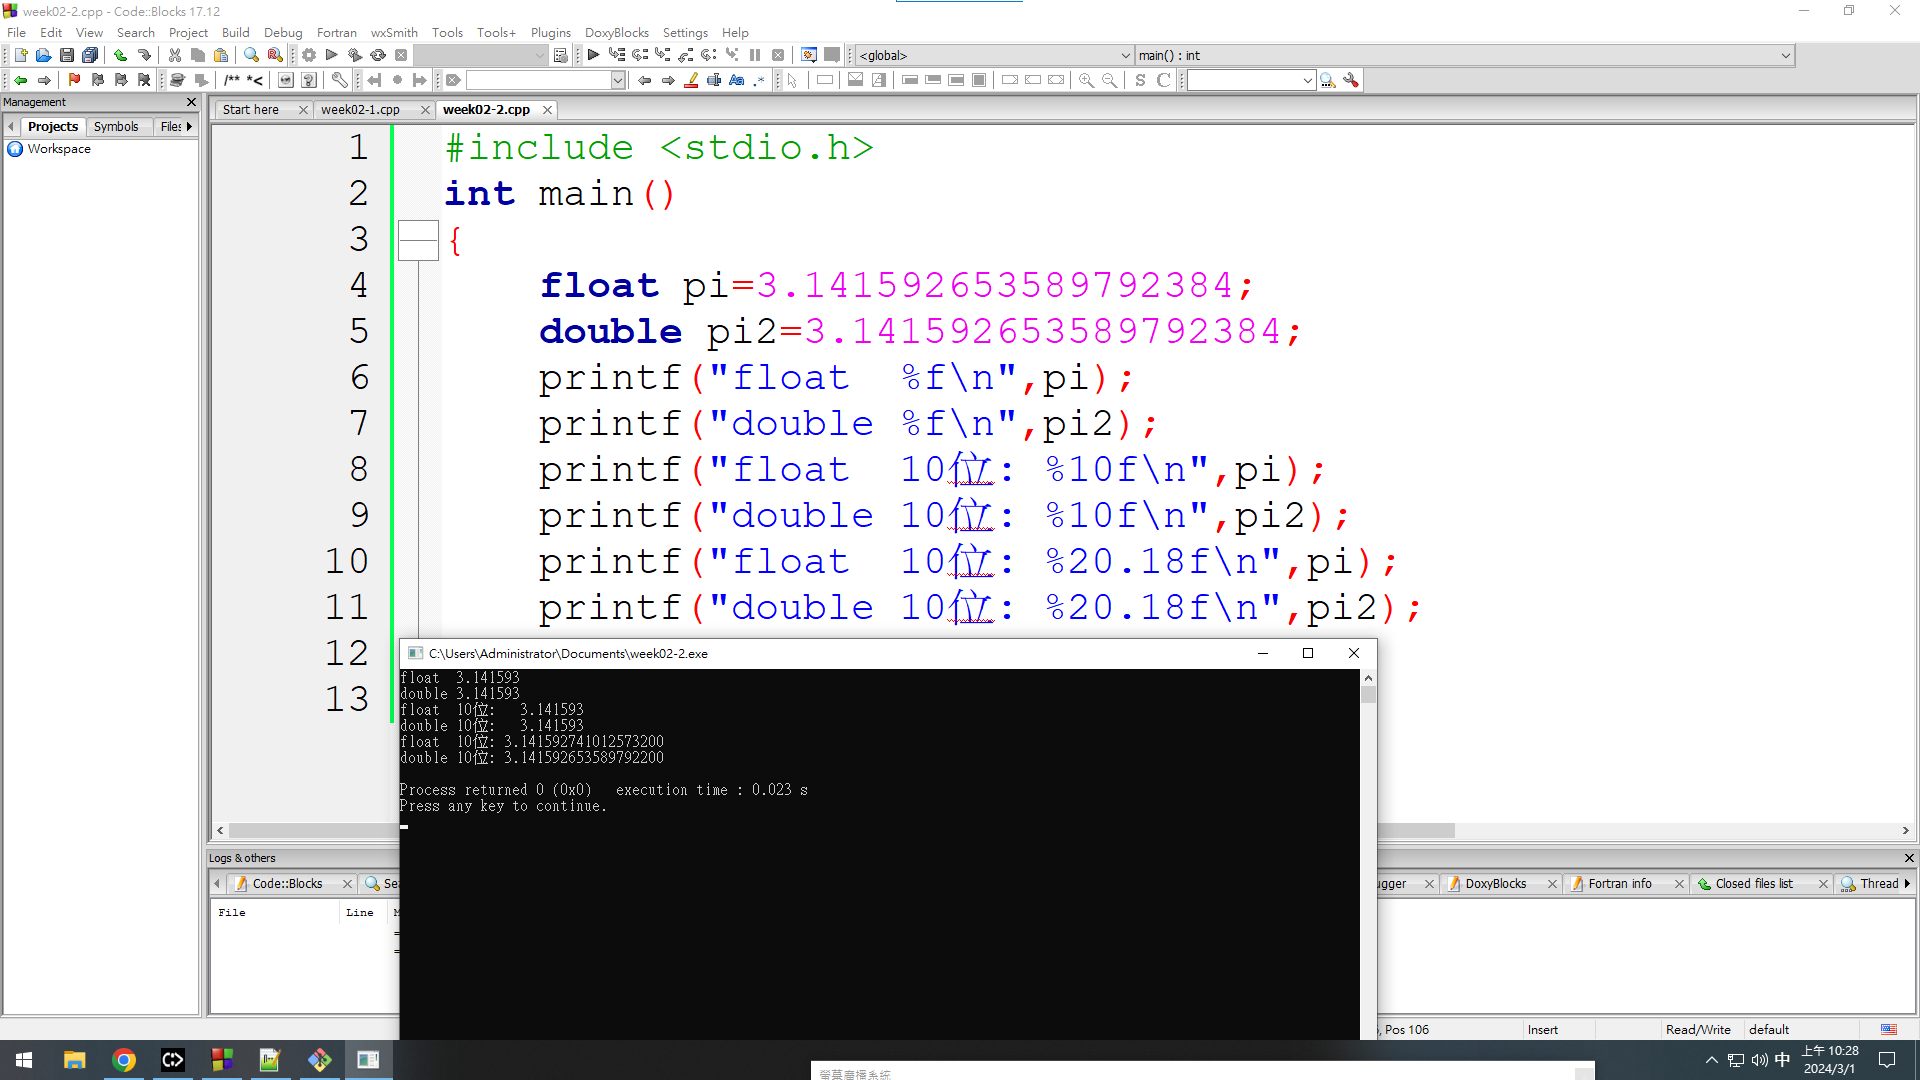 week02-2.cpp - Code::Blocks 17.12
File Edit View Search Project Build Debug Fortran wxSmith Tools Tools+ Plugins DoxyBlocks Settings Help
<global>
main() : int
/** *<
S C
Management
Projects Symbols Files
Workspace
Start here week02-1.cpp week02-2.cpp
1 #include <stdio.h>
2 int main()
3 {
4 float pi=3.141592653589792384;
5 double pi2=3.141592653589792384;
6 printf("float  %f\n",pi);
7 printf("double %f\n",pi2);
8 printf("float  10位: %10f\n",pi);
9 printf("double 10位: %10f\n",pi2);
10 printf("float  10位: %20.18f\n",pi);
11 printf("double 10位: %20.18f\n",pi2);
12
13
C:\Users\Administrator\Documents\week02-2.exe
float  3.141593
double 3.141593
float  10位:   3.141593
double 10位:   3.141593
float  10位: 3.141592741012573200
double 10位: 3.141592653589792200
Process returned 0 (0x0)   execution time : 0.023 s
Press any key to continue.
Logs & others
Code::Blocks Sea ugger DoxyBlocks Fortran info Closed files list Thread
File Line M
, Pos 106 Insert Read/Write default
中
上午 10:28
2024/3/1
螢幕廣播系統